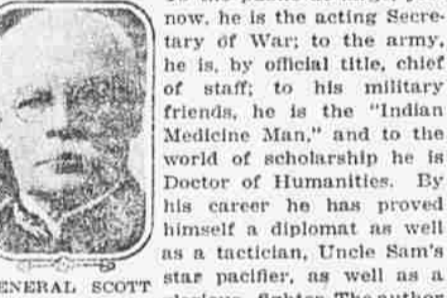 now, he is the acting Secre-
tary of War; to the army,
he is, by official title, chief
of staff; to his military
friends, he is the "Indian
Medicine Man," and to the
world of scholarship he is
Doctor of Humanities. By
his career he has proved
himself a diplomat as well
as a tactician, Uncle Sam's
star pacifier, as well as a
fighter. The author
ENERAL SCOTT